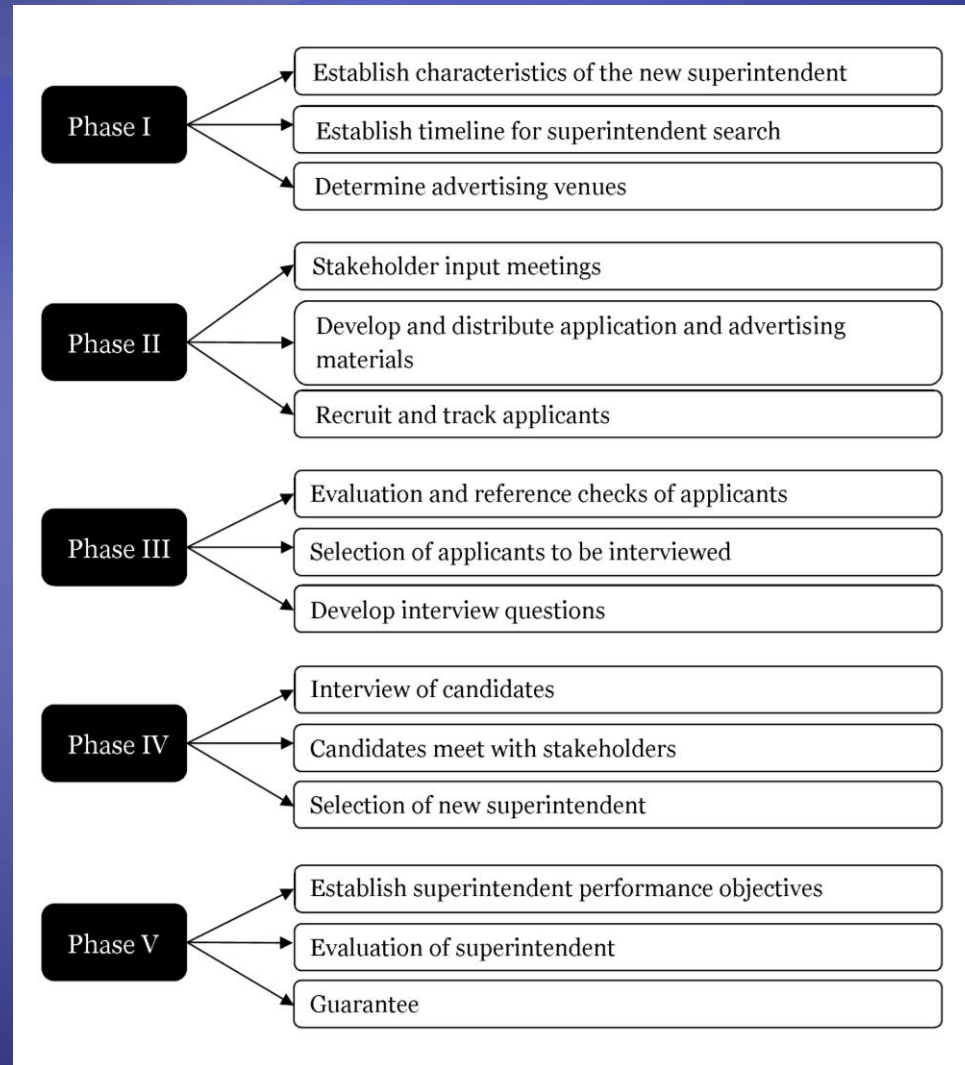 Phase I
Establish characteristics of the new superintendent
Establish timeline for superintendent search
Determine advertising venues
Phase II
Stakeholder input meetings
Develop and distribute application and advertising
materials
Recruit and track applicants
Phase III
Evaluation and reference checks of applicants
Selection of applicants to be interviewed
Develop interview questions
Phase IV
Interview of candidates
Candidates meet with stakeholders
Selection of new superintendent
Phase V
Establish superintendent performance objectives
Evaluation of superintendent
Guarantee